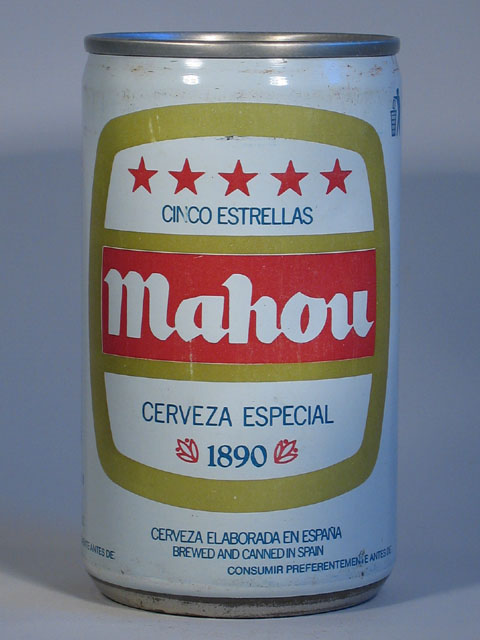 CINCO ESTRELLAS
Mahou
CERVEZA ESPECIAL
1890
CERVEZA ELABORADA EN ESPAÑA
BREWED AND CANNED IN SPAIN
ANTES DE:
CONSUMIR PREFERENTEMENTE ANTES